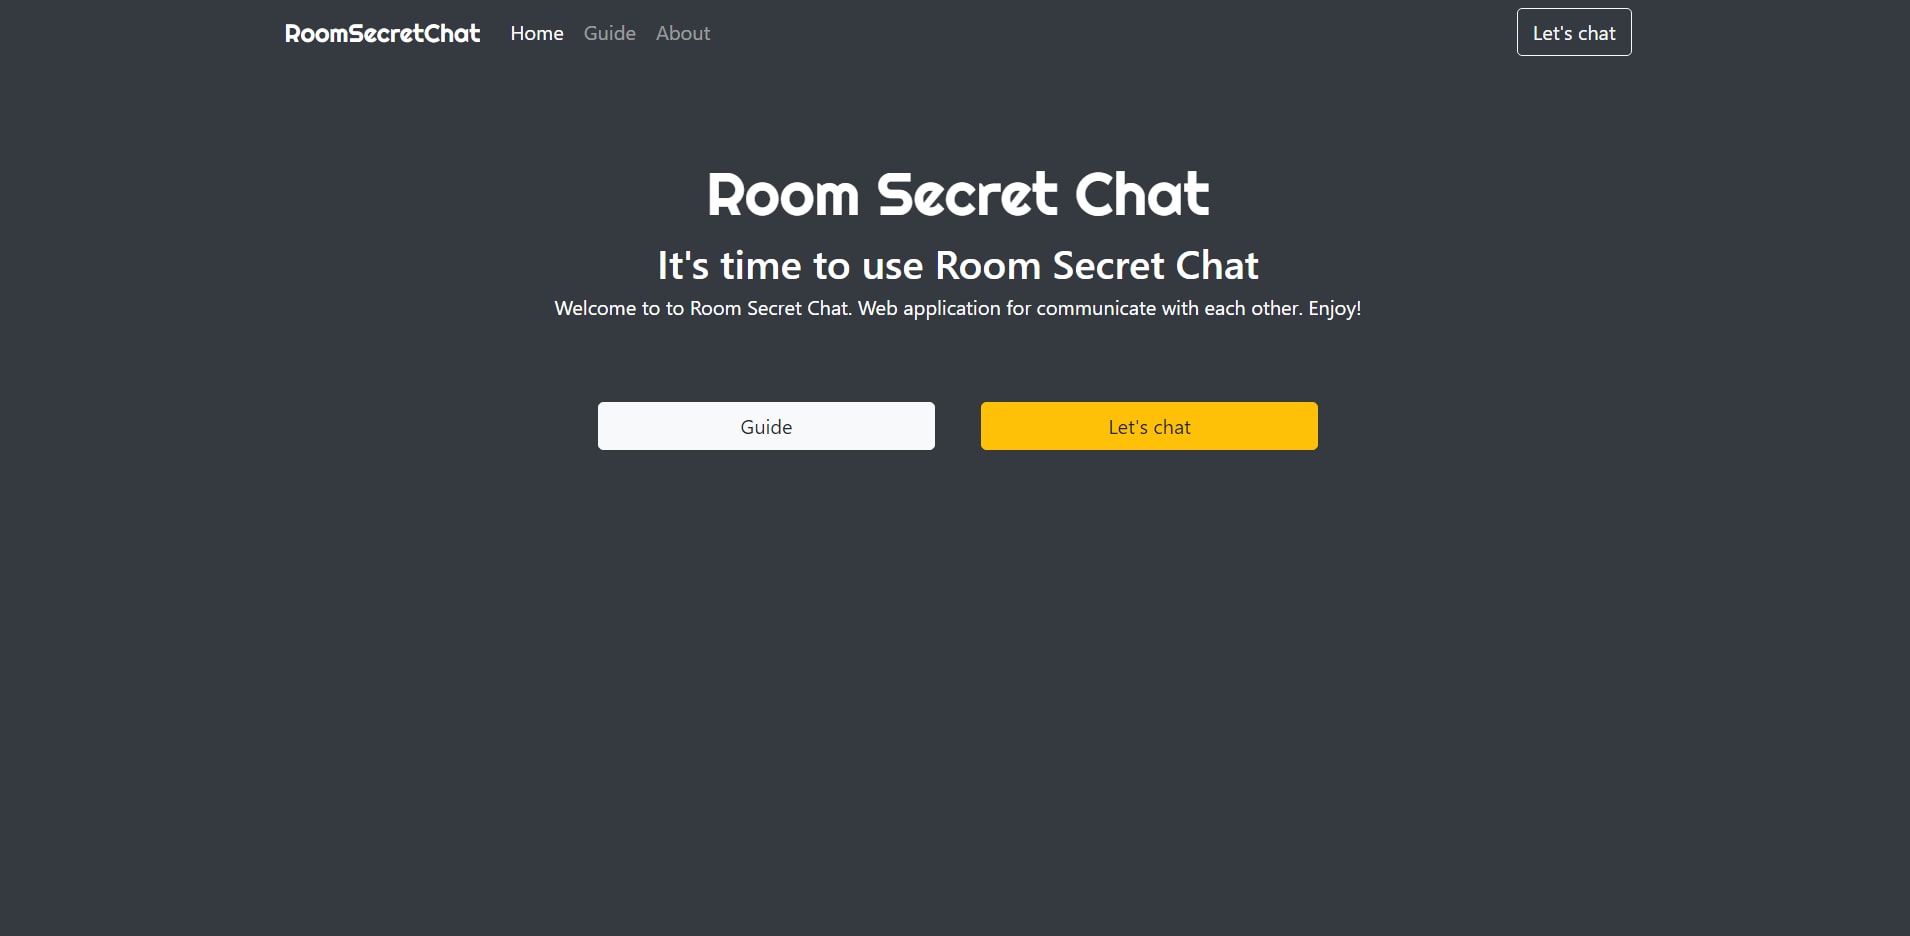 RoomSecretChat Home Guide About Let's chat
Room Secret Chat
It's time to use Room Secret Chat
Welcome to to Room Secret Chat. Web application for communicate with each other. Enjoy!
Guide Let's chat